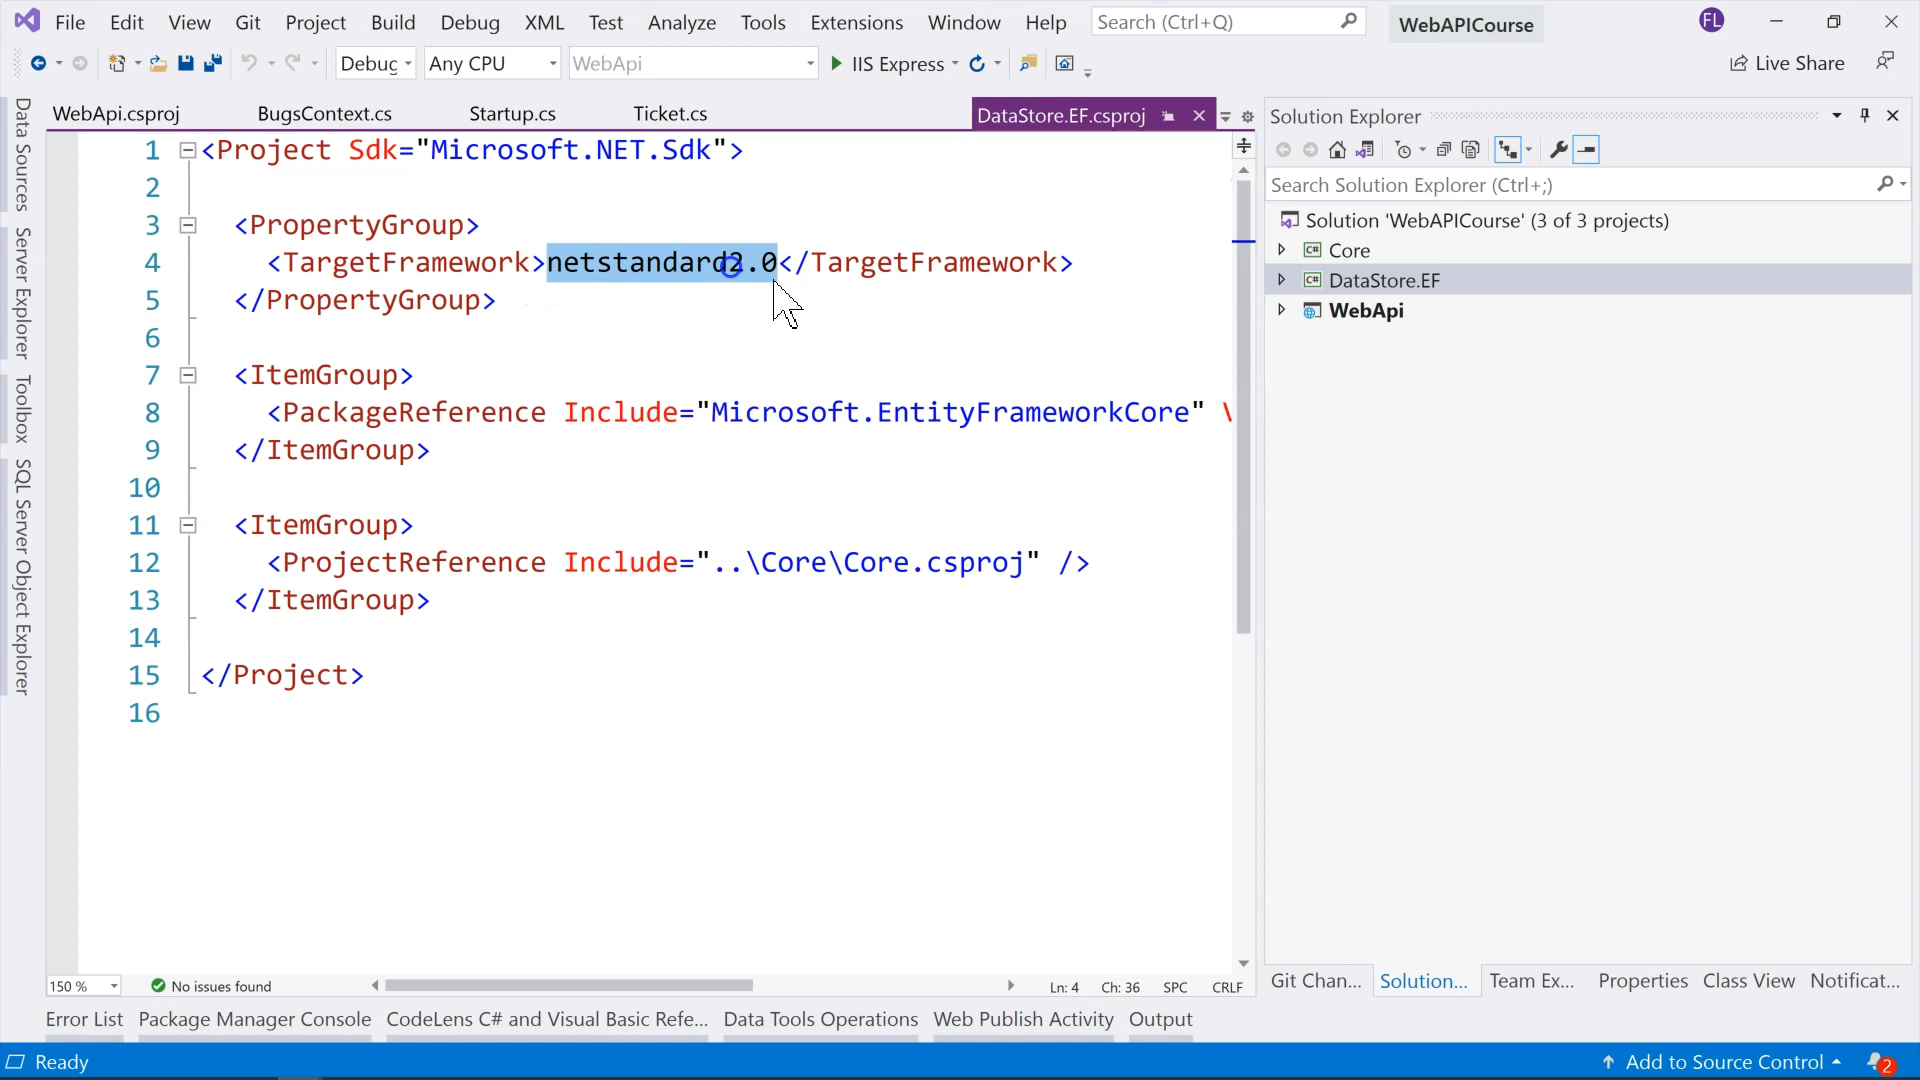 File Edit View Git Project Build Debug XML Test Analyze Tools Extensions Window Help Search (Ctrl+Q) WebAPICourse FL
Debug Any CPU WebApi IIS Express Live Share
WebApi.csproj BugsContext.cs Startup.cs Ticket.cs DataStore.EF.csproj
Data Sources
Server Explorer
Toolbox
SQL Server Object Explorer
1 <Project Sdk="Microsoft.NET.Sdk">
2
3 <PropertyGroup>
4 <TargetFramework>netstandard2.0</TargetFramework>
5 </PropertyGroup>
6
7 <ItemGroup>
8 <PackageReference Include="Microsoft.EntityFrameworkCore"
9 </ItemGroup>
10
11 <ItemGroup>
12 <ProjectReference Include="..\Core\Core.csproj" />
13 </ItemGroup>
14
15 </Project>
16
150 % No issues found Ln: 4 Ch: 36 SPC CRLF
Solution Explorer
Search Solution Explorer (Ctrl+;)
Solution 'WebAPICourse' (3 of 3 projects)
C# Core
C# DataStore.EF
WebApi
Git Chan... Solution... Team Ex... Properties Class View Notificat...
Error List Package Manager Console CodeLens C# and Visual Basic Refe... Data Tools Operations Web Publish Activity Output
Ready Add to Source Control 2